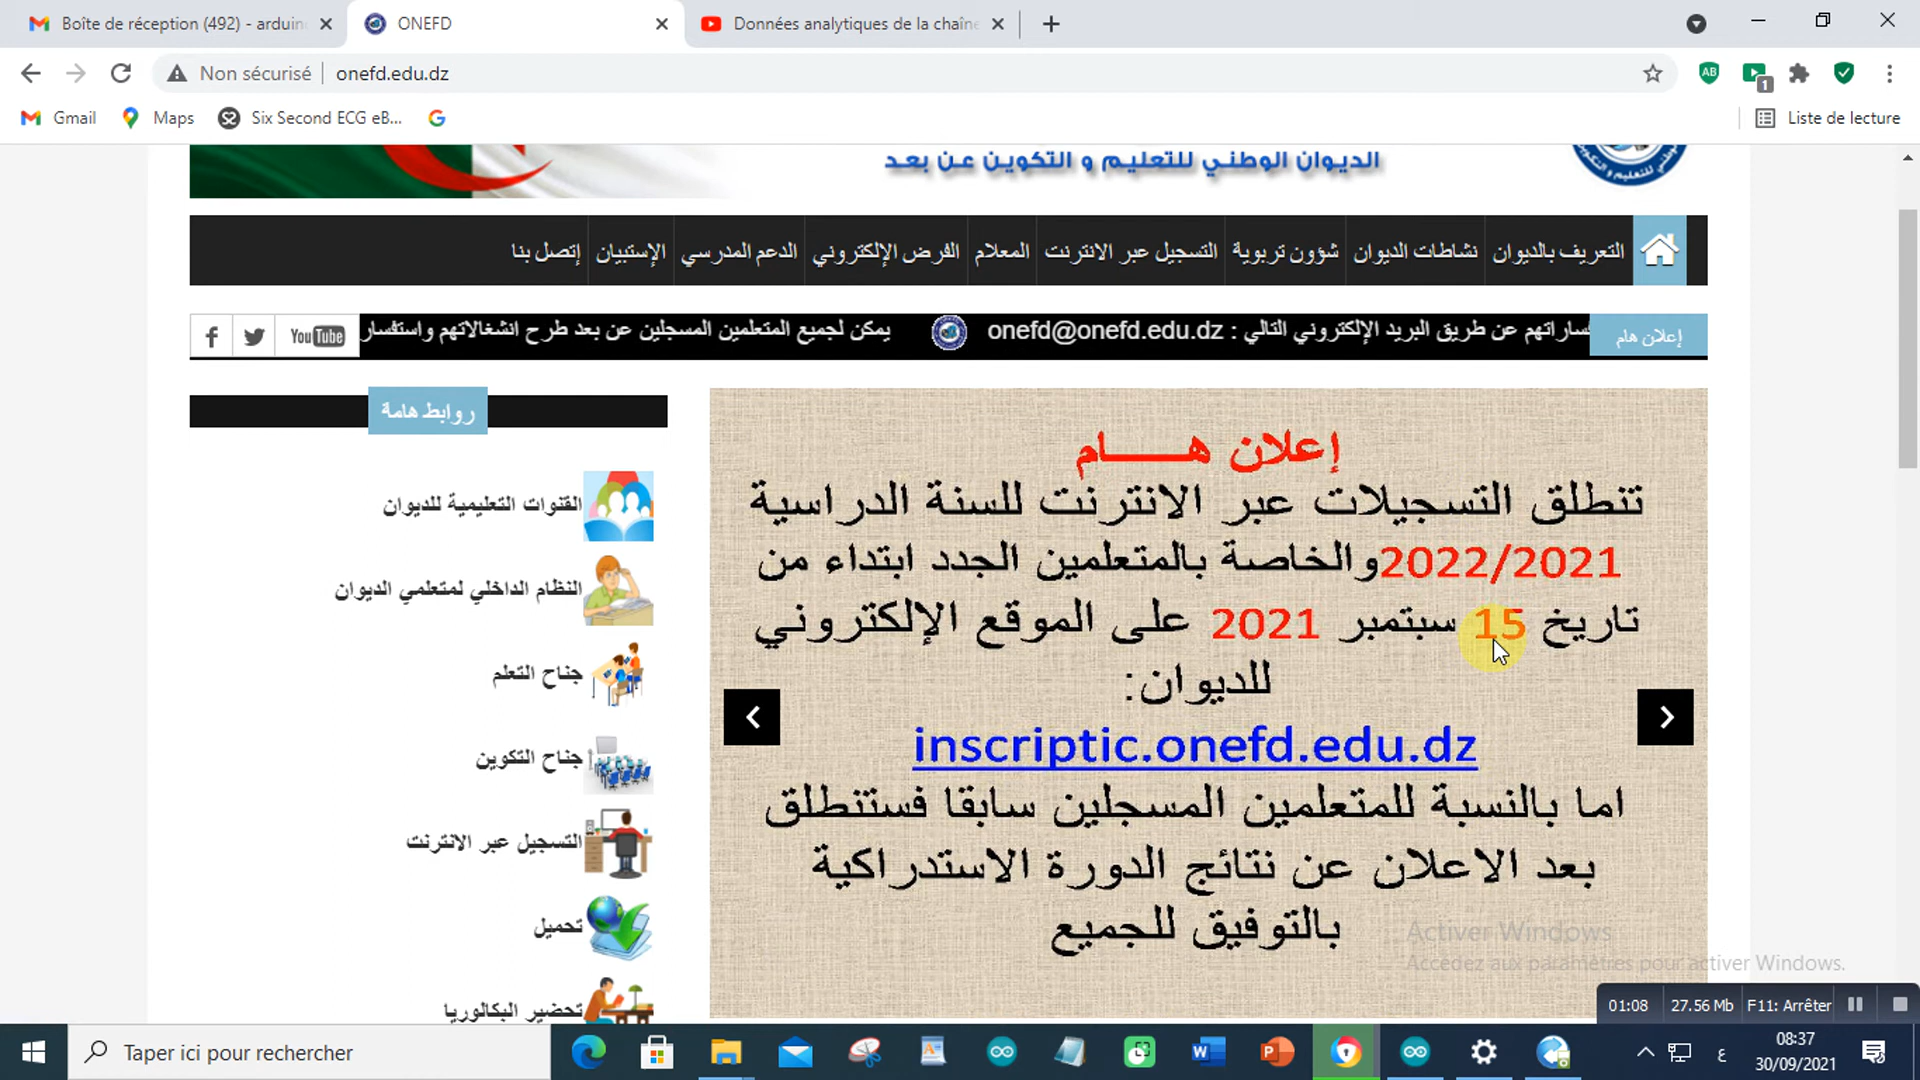 Boîte de réception (492) - arduin
ONEFD
Données analytiques de la chaîne
Non sécurisé
onefd.edu.dz
Gmail
Maps
Six Second ECG eB...
Liste de lecture
الديوان الوطني للتعليم و التكوين عن بعد
التعريف بالديوان
نشاطات الديوان
شؤون تربوية
التسجيل عبر الانترنت
المعلام
الفرض الإلكتروني
الدعم المدرسي
الإستبيان
إتصل بنا
إعلان هام
ساراتهم عن طريق البريد الإلكتروني التالي : onefd@onefd.edu.dz
يمكن لجميع المتعلمين المسجلين عن بعد طرح انشغالاتهم واستفسار
YouTube
روابط هامة
القنوات التعليمية للديوان
النظام الداخلي لمتعلمي الديوان
جناح التعلم
جناح التكوين
التسجيل عبر الانترنت
تحميل
تحضير البكالوريا
إعلان هـــــام
تنطلق التسجيلات عبر الانترنت للسنة الدراسية
2022/2021والخاصة بالمتعلمين الجدد ابتداء من
تاريخ 15 سبتمبر 2021 على الموقع الإلكتروني
للديوان:
inscriptic.onefd.edu.dz
اما بالنسبة للمتعلمين المسجلين سابقا فستنطلق
بعد الاعلان عن نتائج الدورة الاستدراكية
بالتوفيق للجميع
Activer Windows
Accédez aux paramètres pour activer Windows.
01:08
27.56 Mb
F11: Arrêter
Taper ici pour rechercher
ع
08:37
30/09/2021